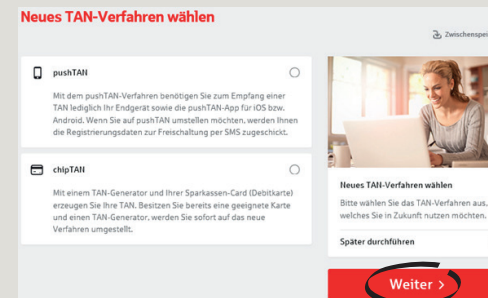 Neues TAN-Verfahren wählen
Zwischenspei
pushTAN
Mit dem pushTAN-Verfahren benötigen Sie zum Empfang einer
TAN lediglich Ihr Endgerät sowie die pushTAN-App für iOS bzw.
Android. Wenn Sie auf pushTAN umstellen möchten, werden Ihnen
die Registrierungsdaten zur Freischaltung per SMS zugeschickt.
chipTAN
Mit einem TAN-Generator und Ihrer Sparkassen-Card (Debitkarte)
erzeugen Sie Ihre TAN. Besitzen Sie bereits eine geeignete Karte
und einen TAN-Generator, werden Sie sofort auf das neue
Verfahren umgestellt.
Neues TAN-Verfahren wählen
Bitte wählen Sie das TAN-Verfahren aus,
welches Sie in Zukunft nutzen möchten.
Später durchführen
Weiter >